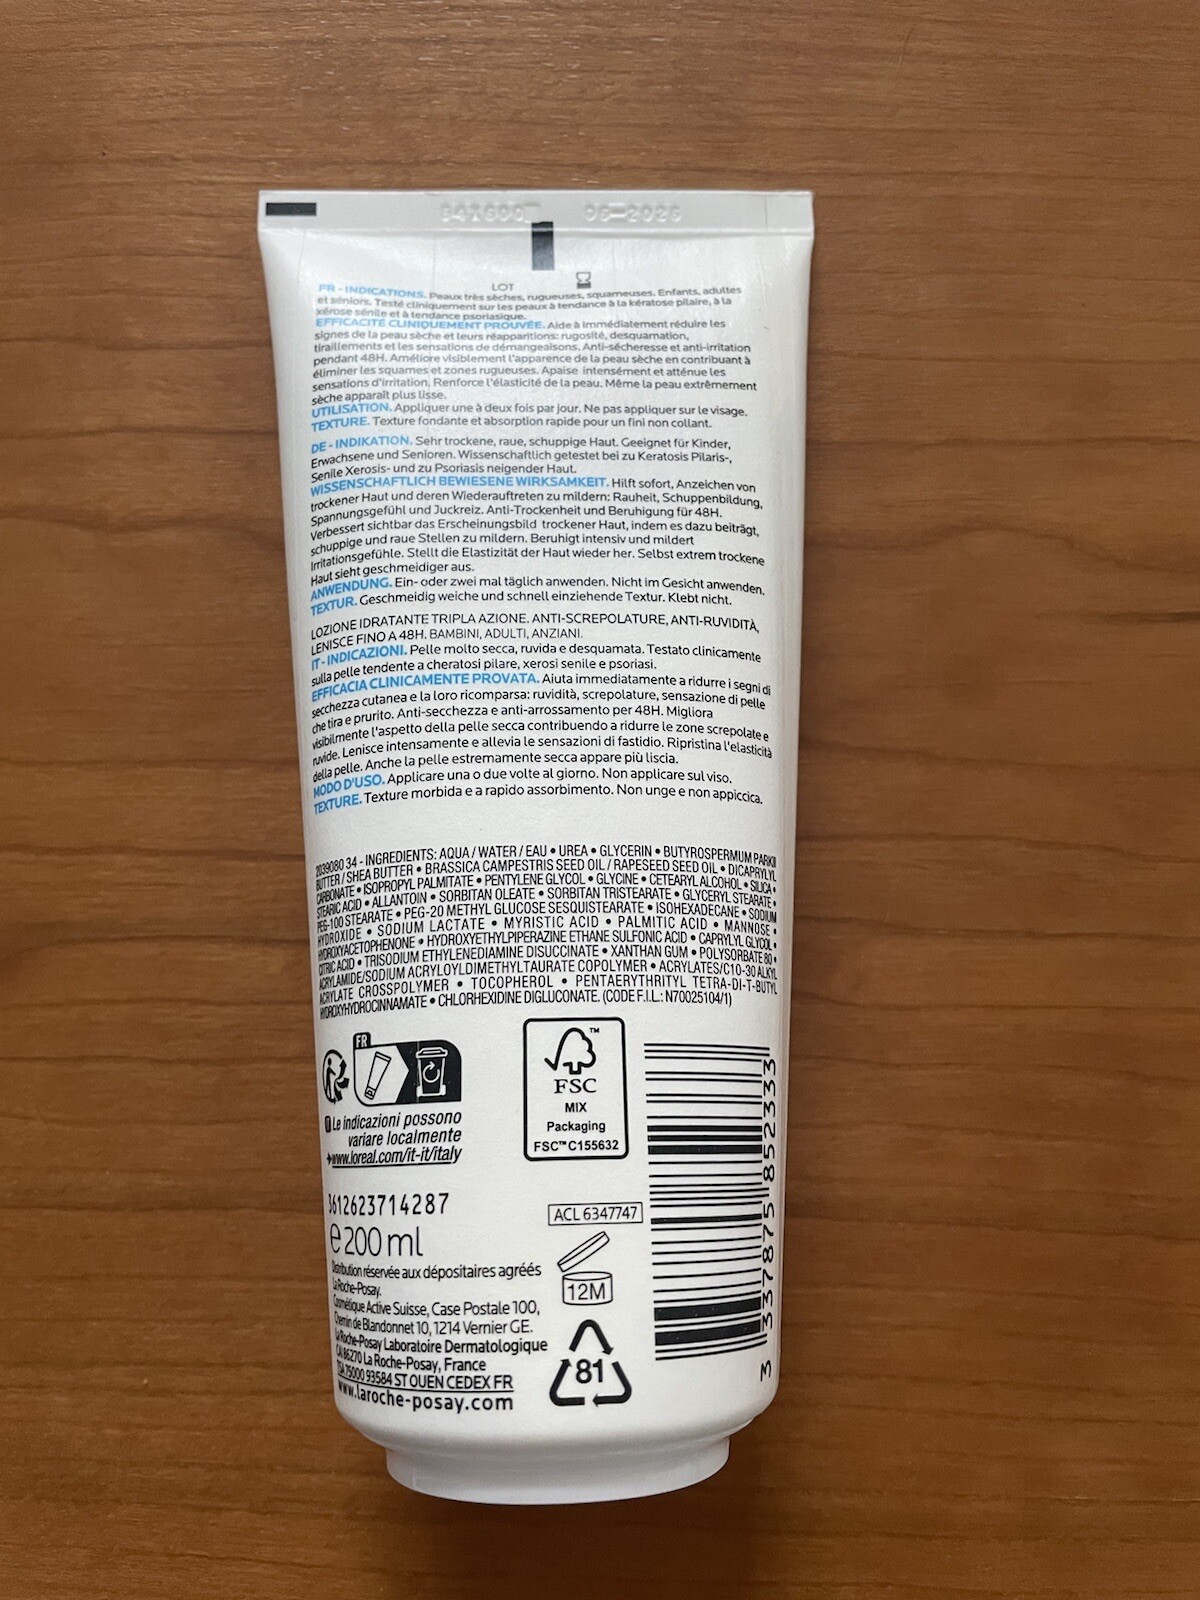 06-2026
LOT
FR - INDICATIONS. Peaux très sèches, rugueuses, squameuses. Enfants, adultes
et séniors. Testé cliniquement sur les peaux à tendance à la kératose pilaire, à la
xérose sénile et à tendance psoriasique.
EFFICACITÉ CLINIQUEMENT PROUVÉE. Aide à immédiatement réduire les
signes de la peau sèche et leurs réapparitions: rugosité, desquamation,
tiraillements et les sensations de démangeaisons. Anti-sécheresse et anti-irritation
pendant 48H. Améliore visiblement l'apparence de la peau sèche en contribuant à
éliminer les squames et zones rugueuses. Apaise intensément et atténue les
sensations d'irritation. Renforce l'élasticité de la peau. Même la peau extrêmement
sèche apparaît plus lisse.
UTILISATION. Appliquer une à deux fois par jour. Ne pas appliquer sur le visage.
TEXTURE. Texture fondante et absorption rapide pour un fini non collant.
DE - INDIKATION. Sehr trockene, raue, schuppige Haut. Geeignet für Kinder,
Erwachsene und Senioren. Wissenschaftlich getestet bei zu Keratosis Pilaris-,
Senile Xerosis- und zu Psoriasis neigender Haut.
WISSENSCHAFTLICH BEWIESENE WIRKSAMKEIT. Hilft sofort, Anzeichen von
trockener Haut und deren Wiederauftreten zu mildern: Rauheit, Schuppenbildung,
Spannungsgefühl und Juckreiz. Anti-Trockenheit und Beruhigung für 48H.
Verbessert sichtbar das Erscheinungsbild trockener Haut, indem es dazu beiträgt,
schuppige und raue Stellen zu mildern. Beruhigt intensiv und mildert
Irritationsgefühle. Stellt die Elastizität der Haut wieder her. Selbst extrem trockene
Haut sieht geschmeidiger aus.
ANWENDUNG. Ein- oder zwei mal täglich anwenden. Nicht im Gesicht anwenden.
TEXTUR. Geschmeidig weiche und schnell einziehende Textur. Klebt nicht.
LOZIONE IDRATANTE TRIPLA AZIONE. ANTI-SCREPOLATURE, ANTI-RUVIDITÀ,
LENISCE FINO A 48H. BAMBINI, ADULTI, ANZIANI.
IT - INDICAZIONI. Pelle molto secca, ruvida e desquamata. Testato clinicamente
sulla pelle tendente a cheratosi pilare, xerosi senile e psoriasi.
EFFICACIA CLINICAMENTE PROVATA. Aiuta immediatamente a ridurre i segni di
secchezza cutanea e la loro ricomparsa: ruvidità, screpolature, sensazione di pelle
che tira e prurito. Anti-secchezza e anti-arrossamento per 48H. Migliora
visibilmente l'aspetto della pelle secca contribuendo a ridurre le zone screpolate e
ruvide. Lenisce intensamente e allevia le sensazioni di fastidio. Ripristina l'elasticità
della pelle. Anche la pelle estremamente secca appare più liscia.
MODO D'USO. Applicare una o due volte al giorno. Non applicare sul viso.
TEXTURE. Texture morbida e a rapido assorbimento. Non unge e non appiccica.
2039080 34 - INGREDIENTS: AQUA / WATER / EAU • UREA • GLYCERIN • BUTYROSPERMUM PARKII
BUTTER / SHEA BUTTER • BRASSICA CAMPESTRIS SEED OIL / RAPESEED SEED OIL • DICAPRYLYL
CARBONATE • ISOPROPYL PALMITATE • PENTYLENE GLYCOL • GLYCINE • CETEARYL ALCOHOL • SILICA •
STEARIC ACID • ALLANTOIN • SORBITAN OLEATE • SORBITAN TRISTEARATE • GLYCERYL STEARATE •
PEG-100 STEARATE • PEG-20 METHYL GLUCOSE SESQUISTEARATE • ISOHEXADECANE • SODIUM
HYDROXIDE • SODIUM LACTATE • MYRISTIC ACID • PALMITIC ACID • MANNOSE •
HYDROXYACETOPHENONE • HYDROXYETHYLPIPERAZINE ETHANE SULFONIC ACID • CAPRYLYL GLYCOL •
CITRIC ACID • TRISODIUM ETHYLENEDIAMINE DISUCCINATE • XANTHAN GUM • POLYSORBATE 80 •
ACRYLAMIDE/SODIUM ACRYLOYLDIMETHYLTAURATE COPOLYMER • ACRYLATES/C10-30 ALKYL
ACRYLATE CROSSPOLYMER • TOCOPHEROL • PENTAERYTHRITYL TETRA-DI-T-BUTYL
HYDROXYHYDROCINNAMATE • CHLORHEXIDINE DIGLUCONATE. (CODE F.I.L.: N70025104/1)
FR
Le indicazioni possono
variare localmente
www.loreal.com/it-it/italy
FSC™
MIX
Packaging
FSC™ C155632
3612623714287
e 200 ml
ACL 6347747
12M
81
3 337875 852333
Distribution réservée aux dépositaires agréés
La Roche-Posay.
Cosmétique Active Suisse, Case Postale 100,
Chemin de Blandonnet 10, 1214 Vernier GE.
La Roche-Posay Laboratoire Dermatologique
CAI 86270 La Roche-Posay, France
TSA 75000 93584 ST OUEN CEDEX FR
www.laroche-posay.com